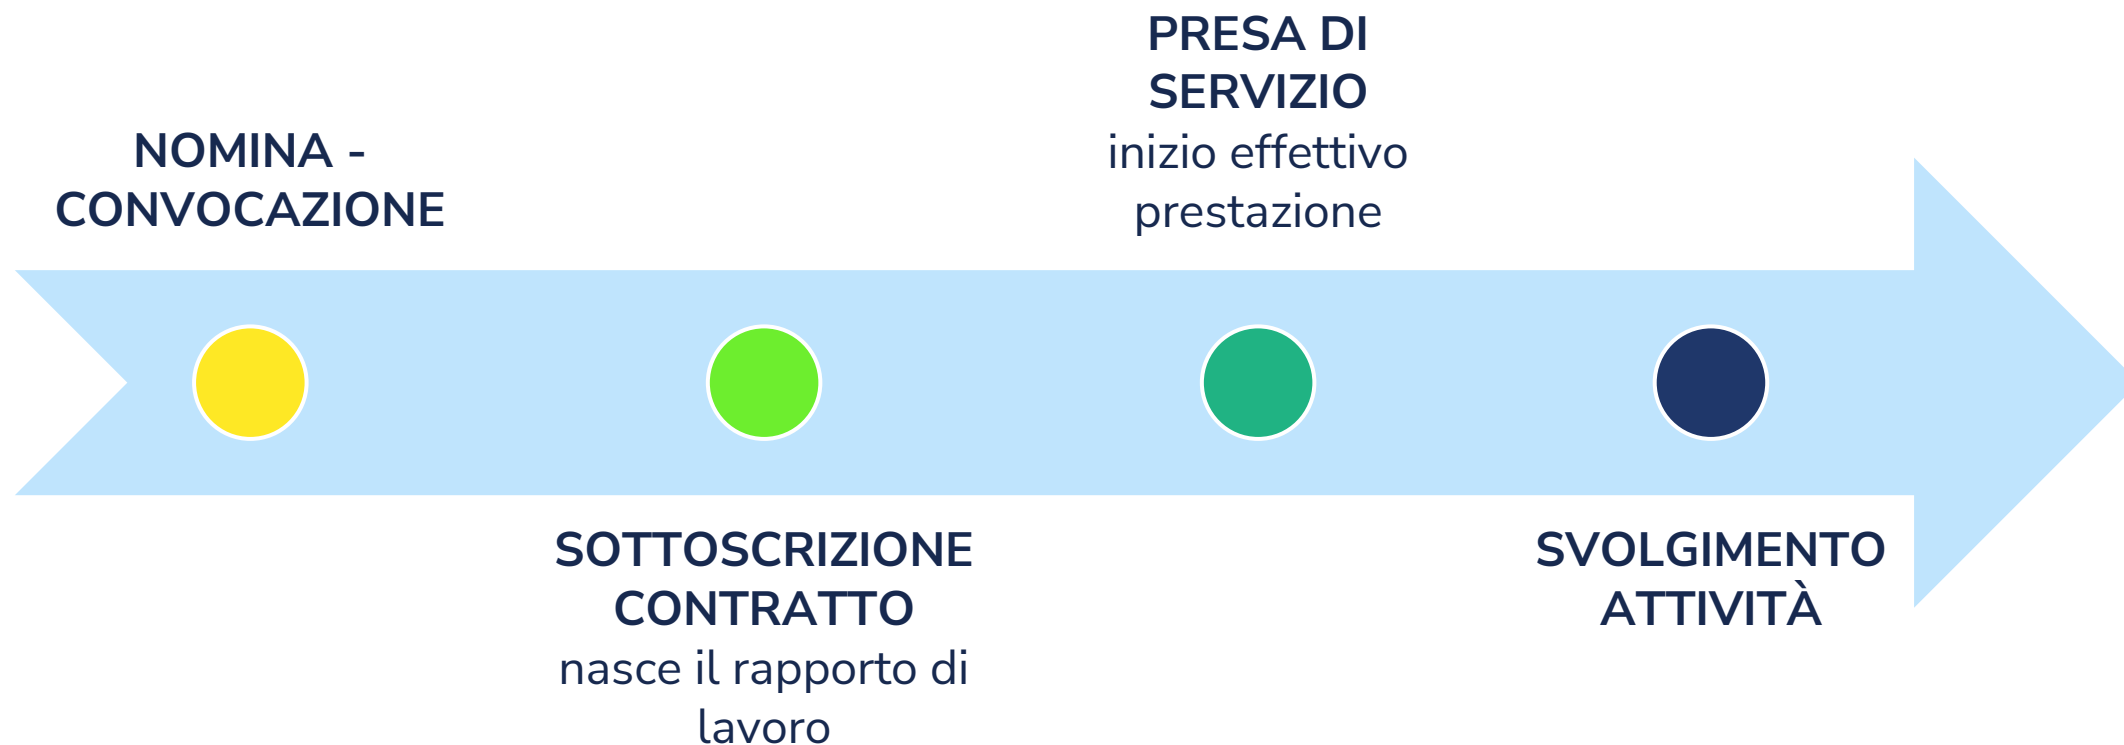 NOMINA -
CONVOCAZIONE
SOTTOSCRIZIONE
CONTRATTO
nasce il rapporto di
lavoro
PRESA DI
SERVIZIO
inizio effettivo
prestazione
SVOLGIMENTO
ATTIVITÀ